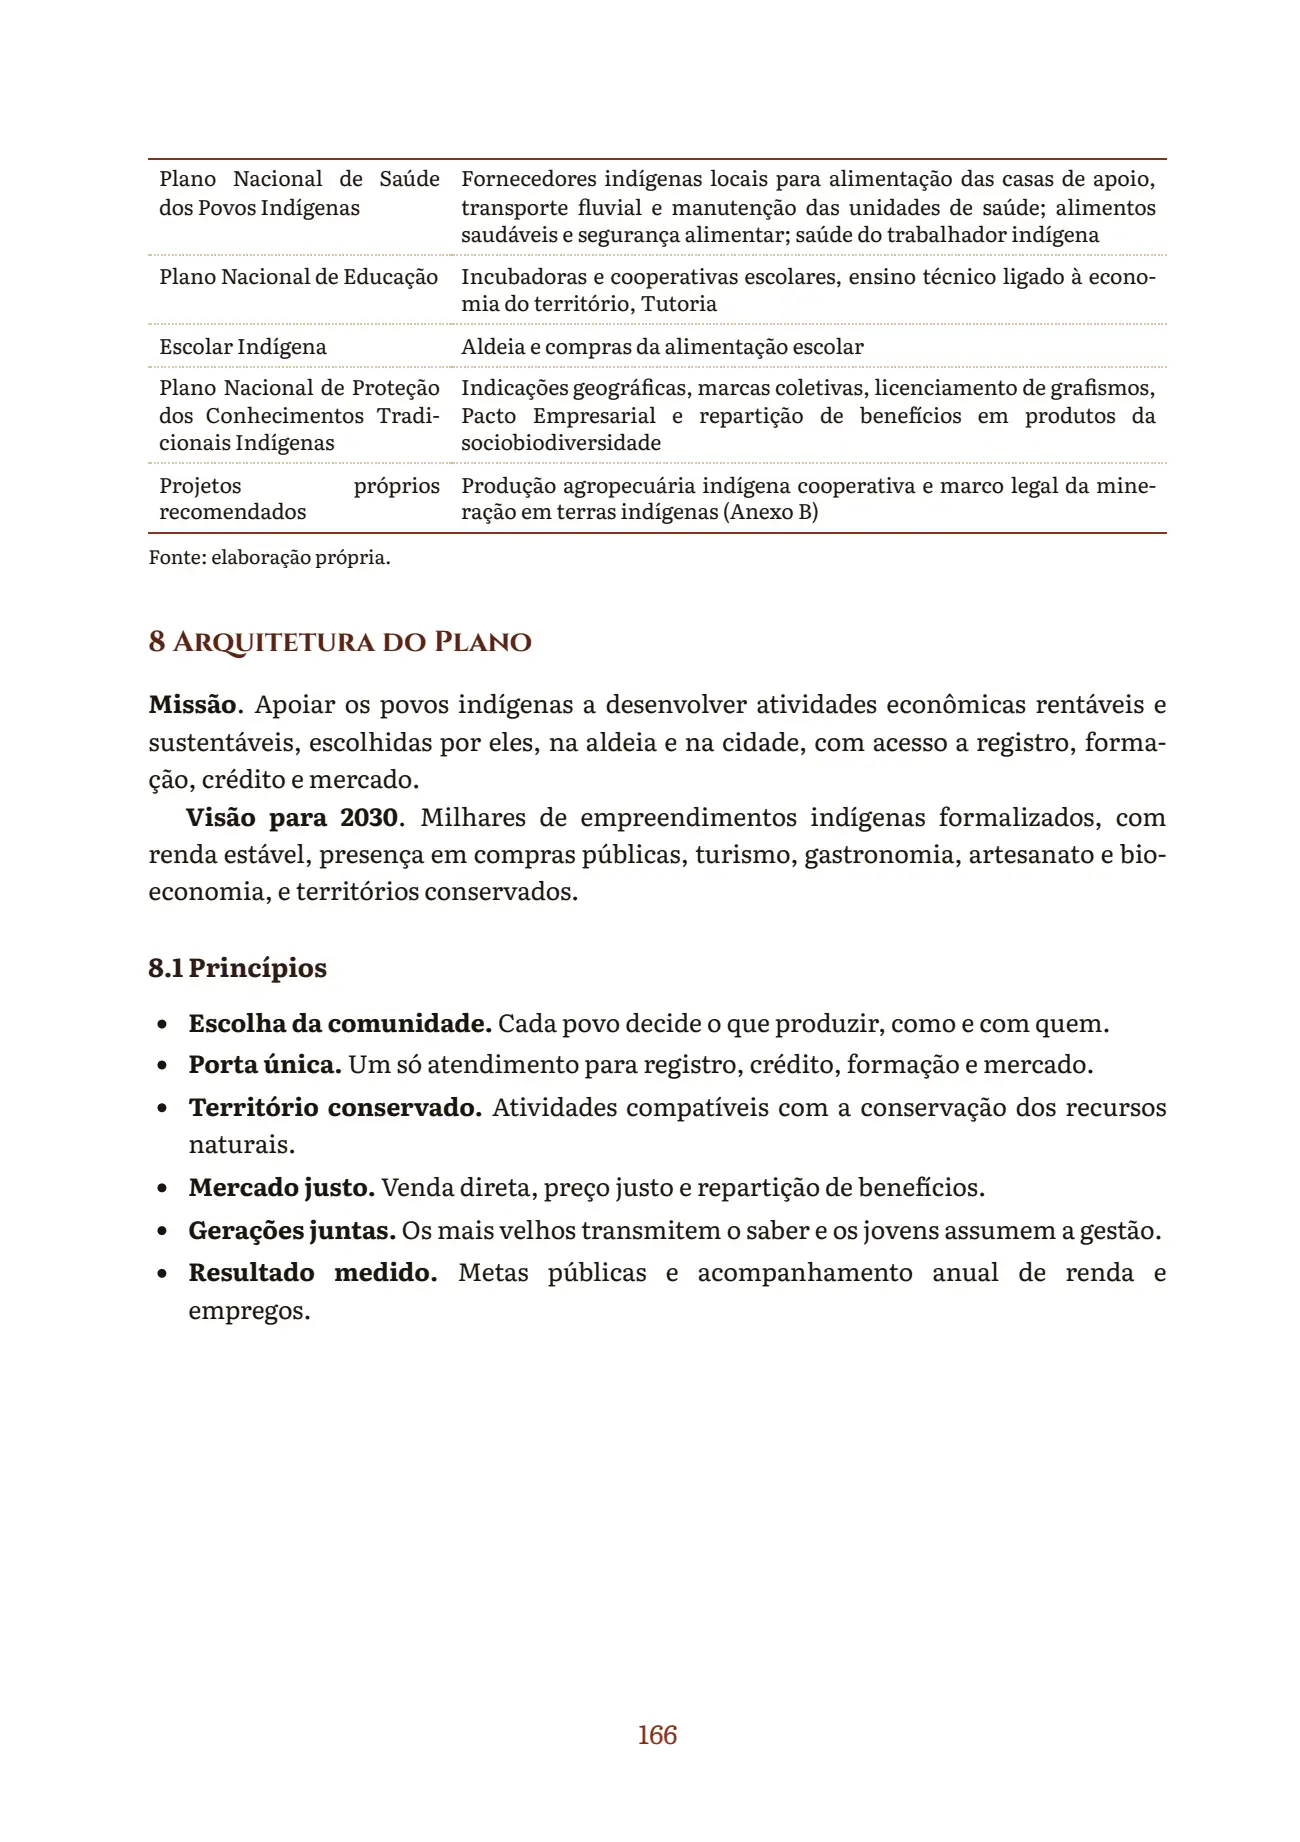 Plano Nacional de Saúde
dos Povos Indígenas
Fornecedores indígenas locais para alimentação das casas de apoio,
transporte fluvial e manutenção das unidades de saúde; alimentos
saudáveis e segurança alimentar; saúde do trabalhador indígena
Plano Nacional de Educação
Incubadoras e cooperativas escolares, ensino técnico ligado à econo-
mia do território, Tutoria
Escolar Indígena
Aldeia e compras da alimentação escolar
Plano Nacional de Proteção
dos Conhecimentos Tradi-
cionais Indígenas
Indicações geográficas, marcas coletivas, licenciamento de grafismos,
Pacto Empresarial e repartição de benefícios em produtos da
sociobiodiversidade
Projetos próprios
recomendados
Produção agropecuária indígena cooperativa e marco legal da mine-
ração em terras indígenas (Anexo B)
Fonte: elaboração própria.
8 Arquitetura do Plano
Missão. Apoiar os povos indígenas a desenvolver atividades econômicas rentáveis e
sustentáveis, escolhidas por eles, na aldeia e na cidade, com acesso a registro, forma-
ção, crédito e mercado.
Visão para 2030. Milhares de empreendimentos indígenas formalizados, com
renda estável, presença em compras públicas, turismo, gastronomia, artesanato e bio-
economia, e territórios conservados.
8.1 Princípios
• Escolha da comunidade. Cada povo decide o que produzir, como e com quem.
• Porta única. Um só atendimento para registro, crédito, formação e mercado.
• Território conservado. Atividades compatíveis com a conservação dos recursos
naturais.
• Mercado justo. Venda direta, preço justo e repartição de benefícios.
• Gerações juntas. Os mais velhos transmitem o saber e os jovens assumem a gestão.
• Resultado medido. Metas públicas e acompanhamento anual de renda e
empregos.
166